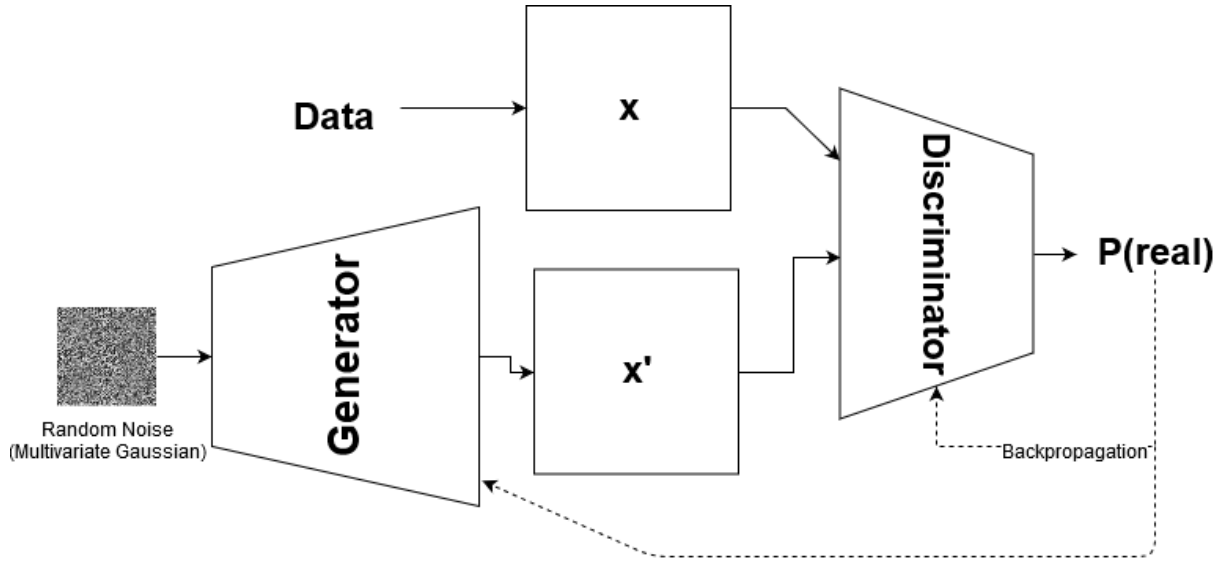 Data
x
Discriminator
P(real)
Generator
x'
Random Noise
(Multivariate Gaussian)
Backpropagation